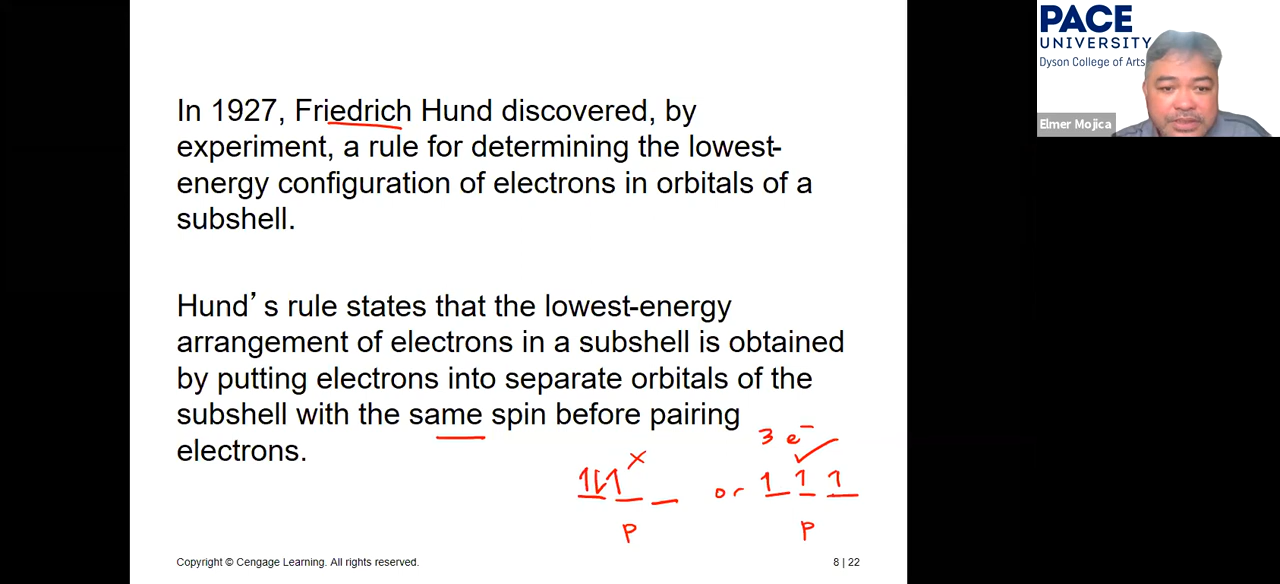 PACE
UNIVERSITY
Dyson College of Arts
Elmer Mojica
In 1927, Friedrich Hund discovered, by
experiment, a rule for determining the lowest-
energy configuration of electrons in orbitals of a
subshell.
Hund’s rule states that the lowest-energy
arrangement of electrons in a subshell is obtained
by putting electrons into separate orbitals of the
subshell with the same spin before pairing
electrons.
3 e⁻
↿⇂ ↿ _ x or ↿ ↿ ↿ ✓
p p
Copyright © Cengage Learning. All rights reserved. 8 | 22